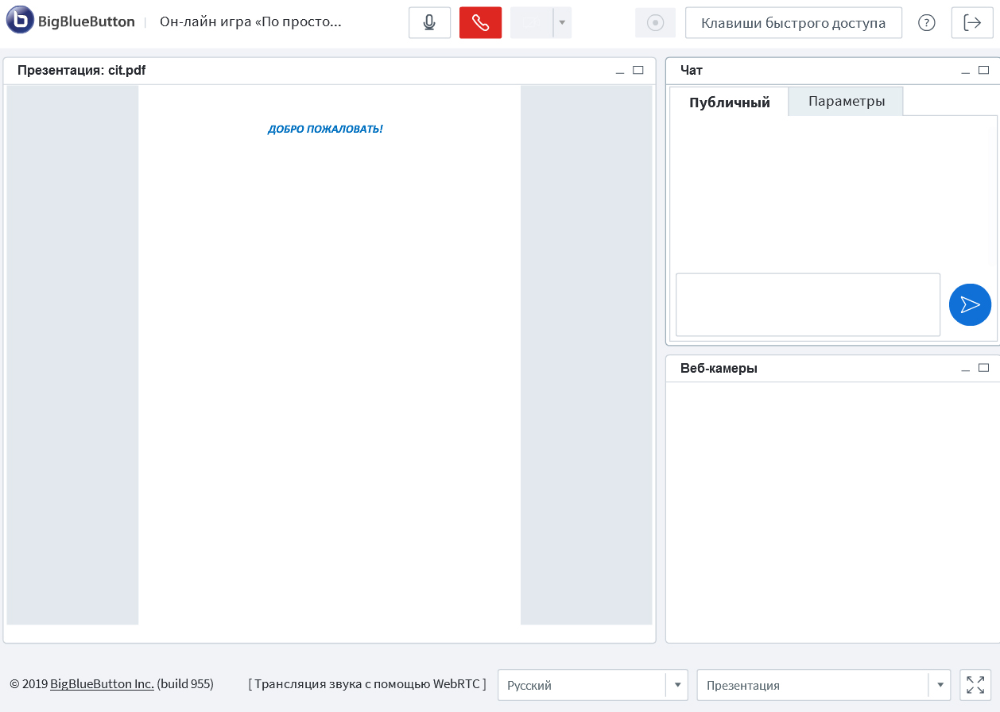 BigBlueButton
Он-лайн игра «По просто...
Клавиши быстрого доступа
Презентация: cit.pdf
ДОБРО ПОЖАЛОВАТЬ!
Чат
Публичный
Параметры
Веб-камеры
© 2019 BigBlueButton Inc. (build 955)
[ Трансляция звука с помощью WebRTC ]
Русский
Презентация